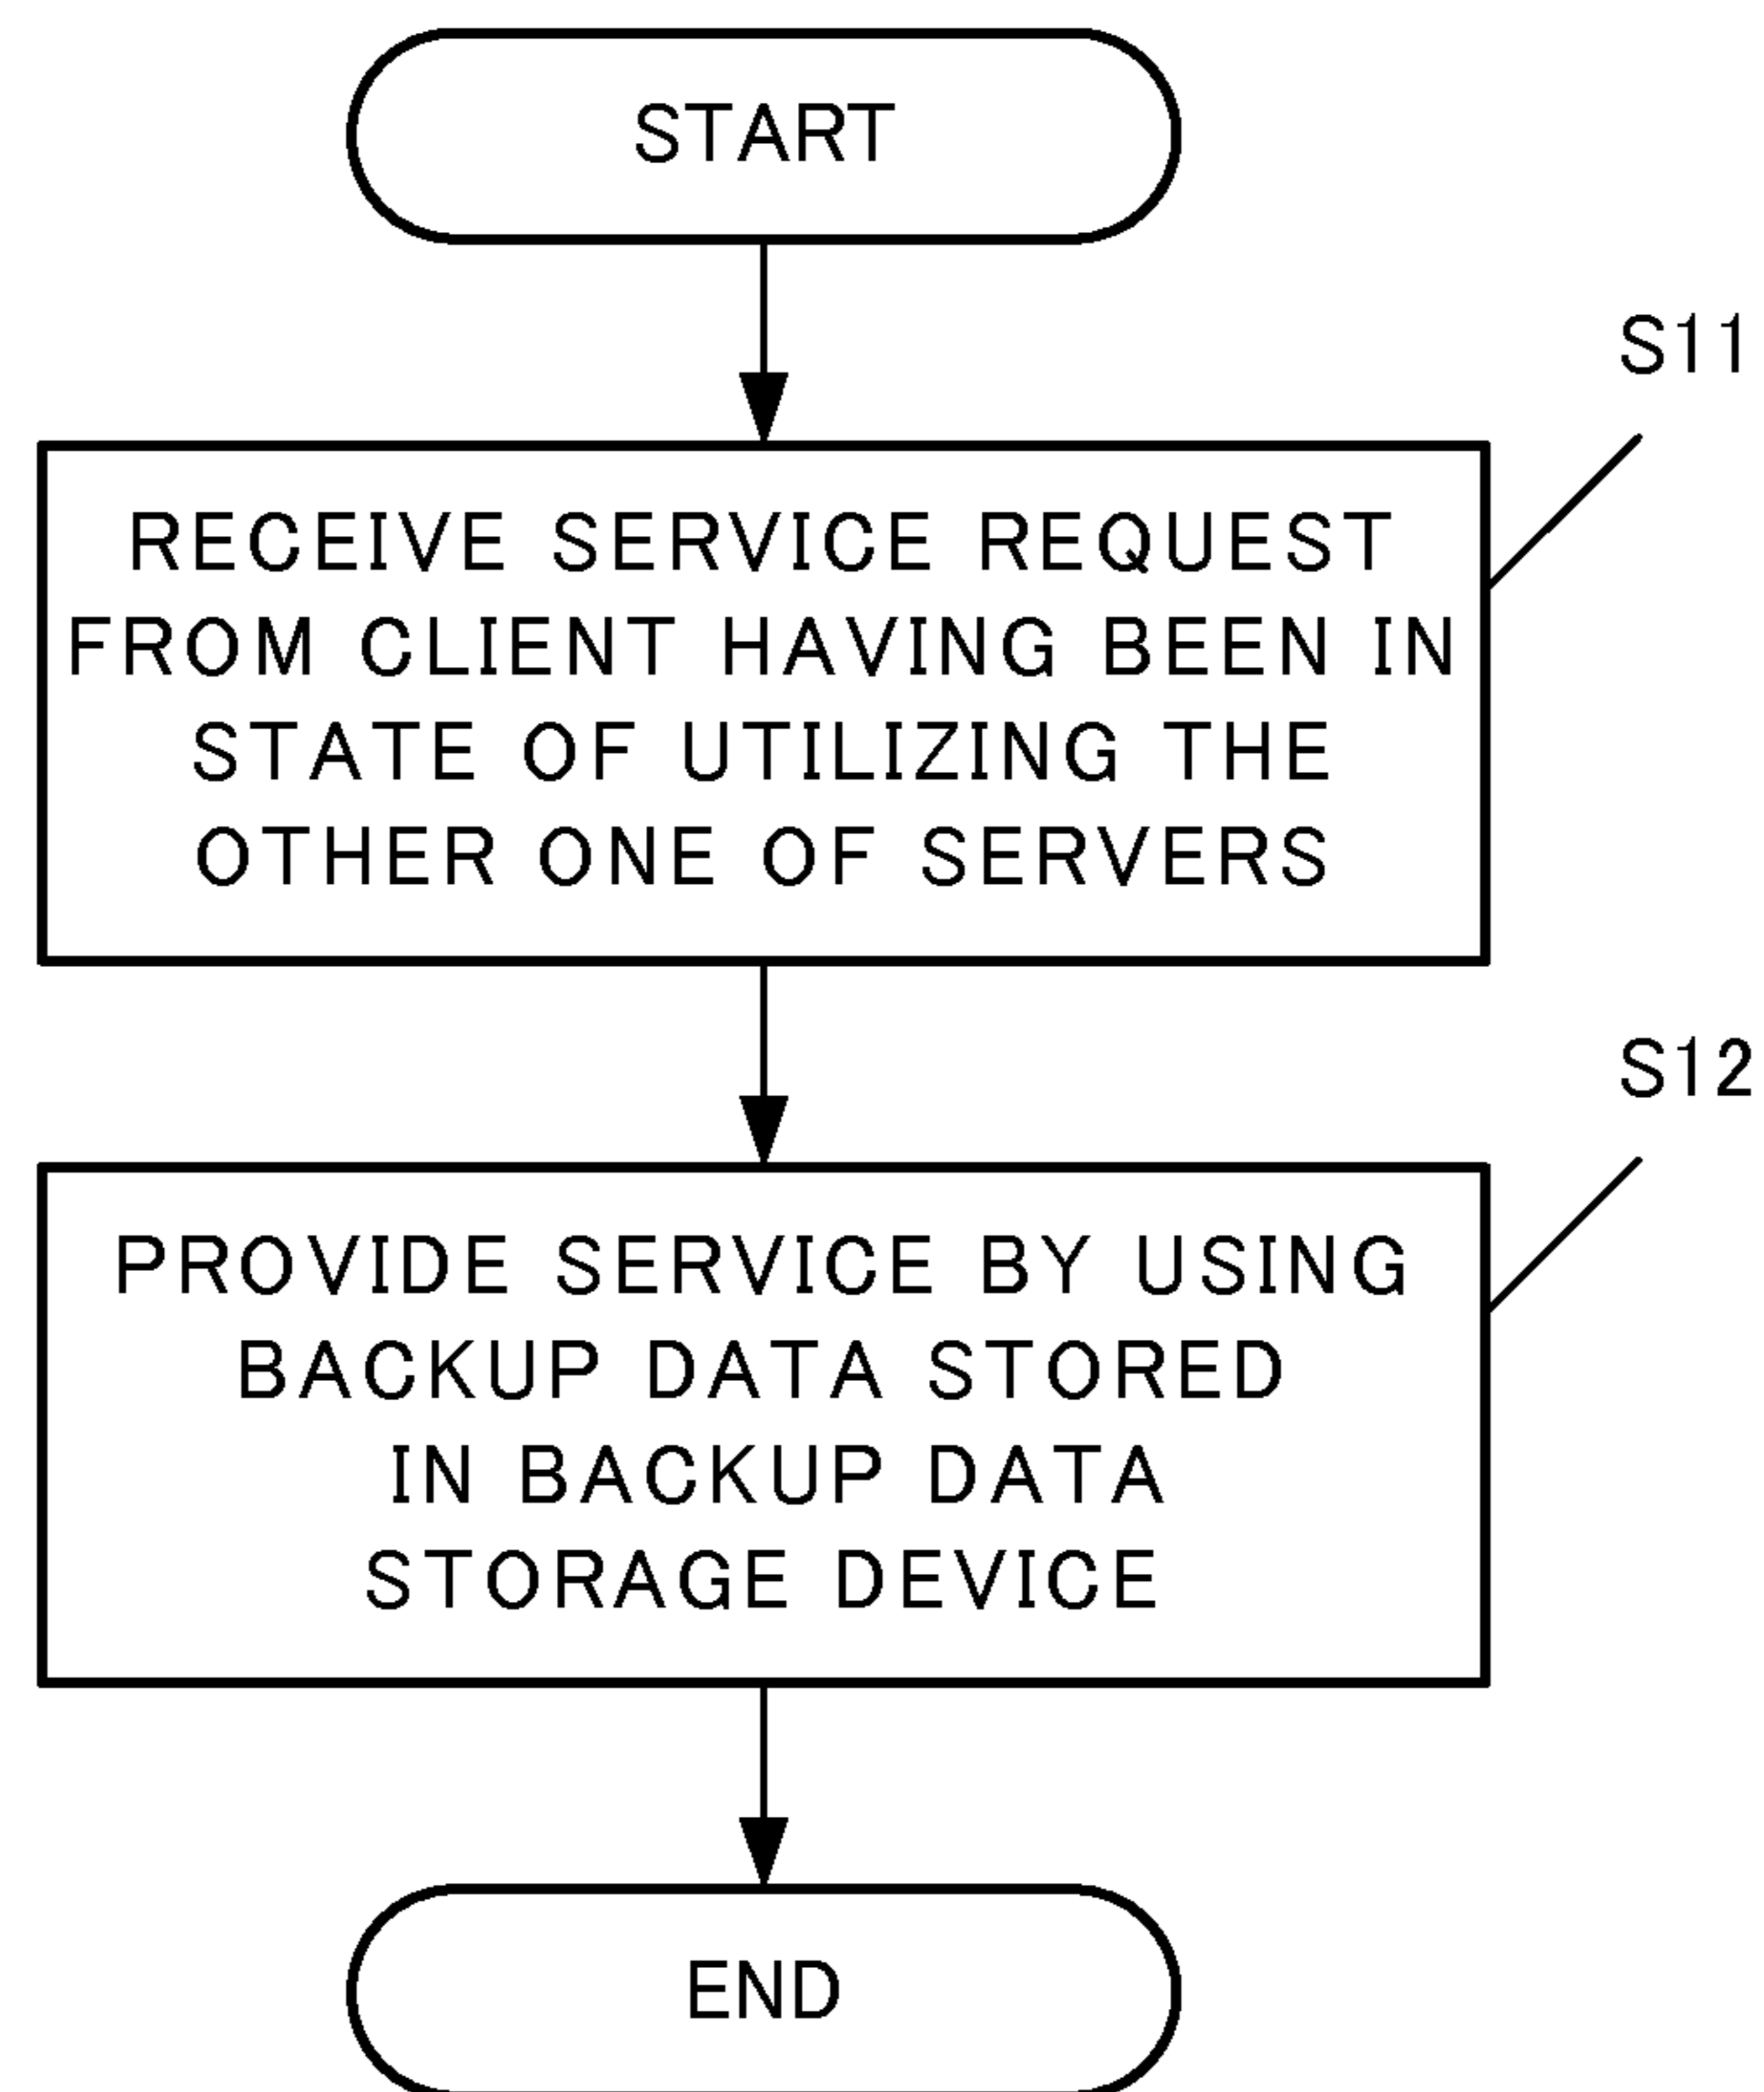 START
S11
RECEIVE SERVICE REQUEST
FROM CLIENT HAVING BEEN IN
STATE OF UTILIZING THE
OTHER ONE OF SERVERS
S12
PROVIDE SERVICE BY USING
BACKUP DATA STORED
IN BACKUP DATA
STORAGE DEVICE
END